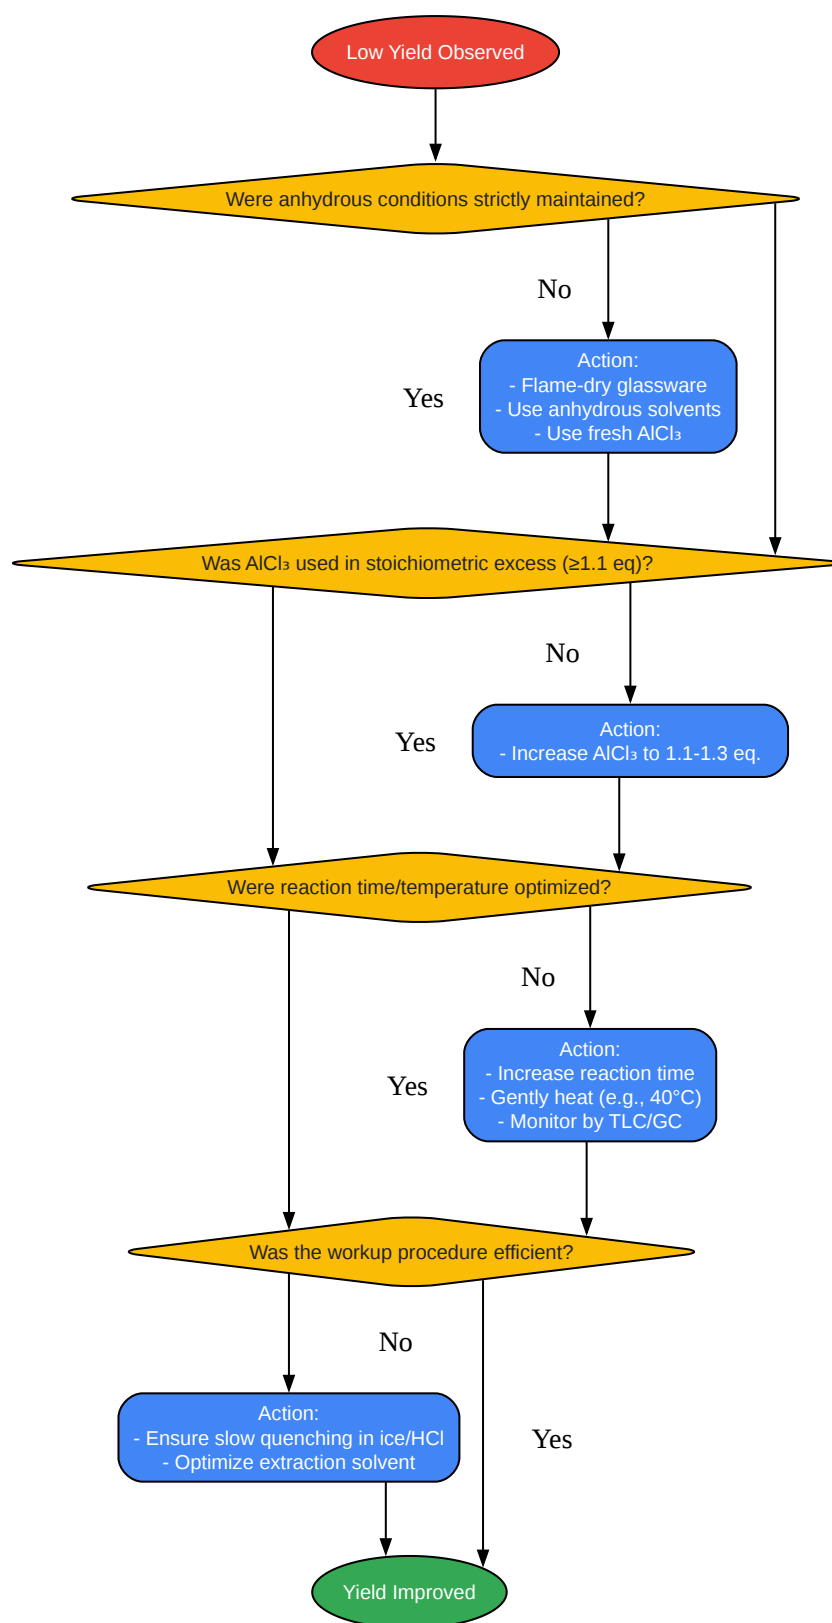 Low Yield Observed
Were anhydrous conditions strictly maintained?
No
Action:
- Flame-dry glassware
- Use anhydrous solvents
- Use fresh AlCl₃
Yes
Was AlCl₃ used in stoichiometric excess (≥1.1 eq)?
No
Action:
- Increase AlCl₃ to 1.1-1.3 eq.
Yes
Were reaction time/temperature optimized?
No
Action:
- Increase reaction time
- Gently heat (e.g., 40°C)
- Monitor by TLC/GC
Yes
Was the workup procedure efficient?
No
Action:
- Ensure slow quenching in ice/HCl
- Optimize extraction solvent
Yes
Yield Improved